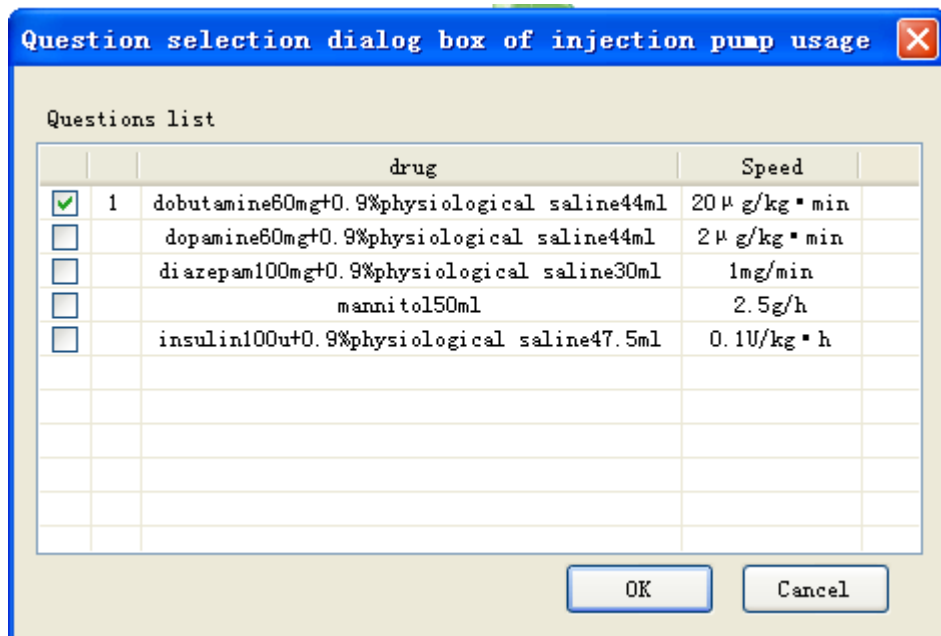 Question selection dialog box of injection pump usage
Questions list
drug Speed
1 dobutamine60mg+0.9%physiological saline44ml 20μg/kg▪min
dopamine60mg+0.9%physiological saline44ml 2μg/kg▪min
diazepam100mg+0.9%physiological saline30ml 1mg/min
mannitol50ml 2.5g/h
insulin100u+0.9%physiological saline47.5ml 0.1U/kg▪h
OK Cancel